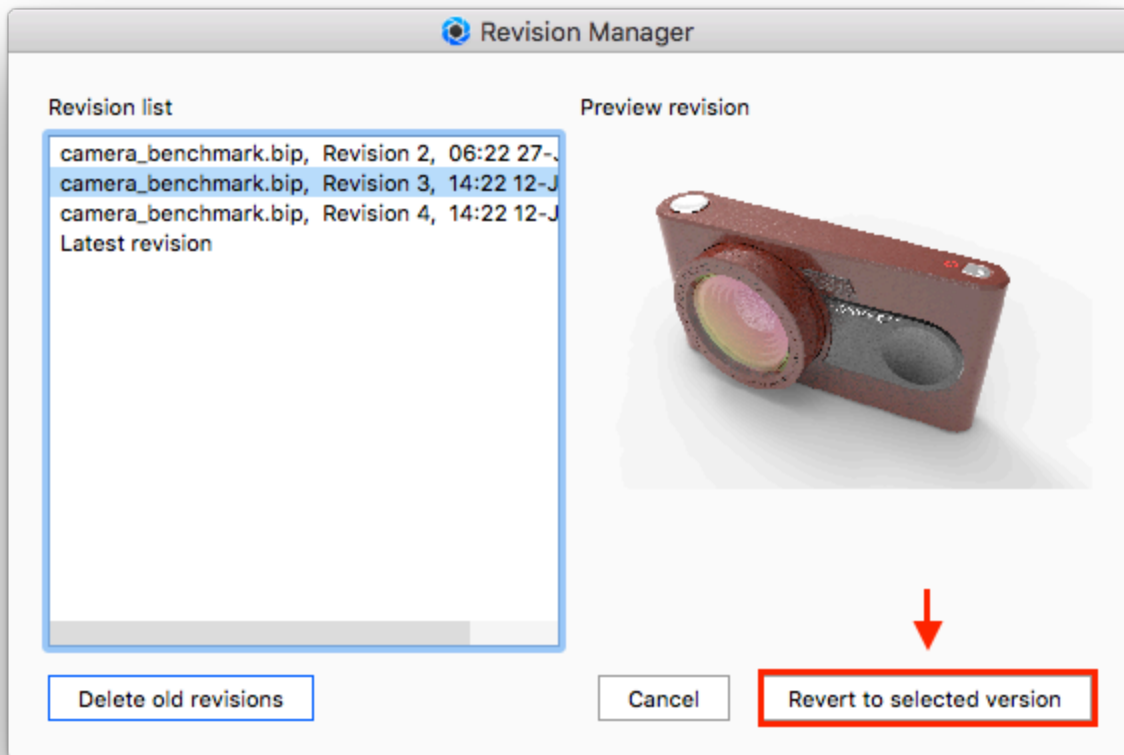 Revision Manager
Revision list
Preview revision
camera_benchmark.bip, Revision 2, 06:22 27-
camera_benchmark.bip, Revision 3, 14:22 12-J
camera_benchmark.bip, Revision 4, 14:22 12-J
Latest revision
Delete old revisions
Cancel
Revert to selected version